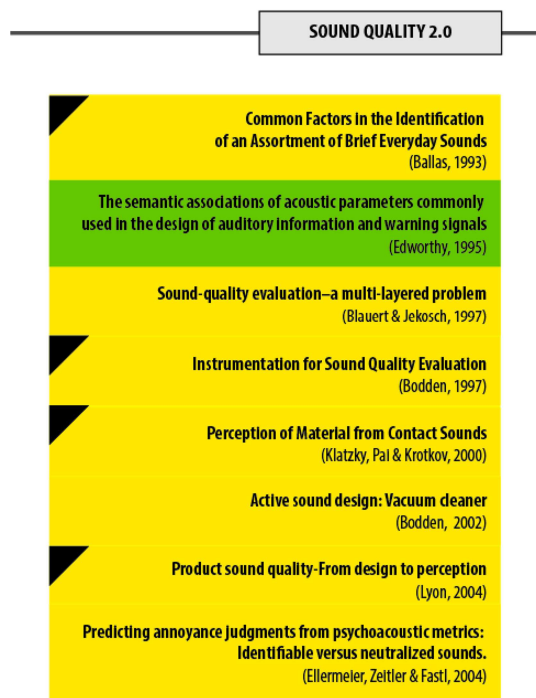 SOUND QUALITY 2.0
Common Factors in the Identification
of an Assortment of Brief Everyday Sounds
(Ballas, 1993)
The semantic associations of acoustic parameters commonly
used in the design of auditory information and warning signals
(Edworthy, 1995)
Sound-quality evaluation–a multi-layered problem
(Blauert & Jekosch, 1997)
Instrumentation for Sound Quality Evaluation
(Bodden, 1997)
Perception of Material from Contact Sounds
(Klatzky, Pai & Krotkov, 2000)
Active sound design: Vacuum cleaner
(Bodden, 2002)
Product sound quality-From design to perception
(Lyon, 2004)
Predicting annoyance judgments from psychoacoustic metrics:
Identifiable versus neutralized sounds.
(Ellermeier, Zeitler & Fastl, 2004)